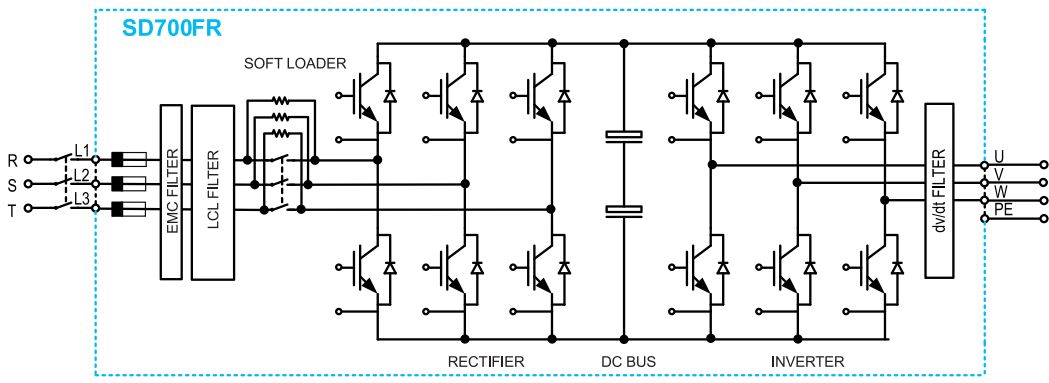 SD700FR
SOFT LOADER
R
L1
S
L2
T
L3
EMC FILTER
LCL FILTER
dv/dt FILTER
U
V
W
PE
RECTIFIER
DC BUS
INVERTER